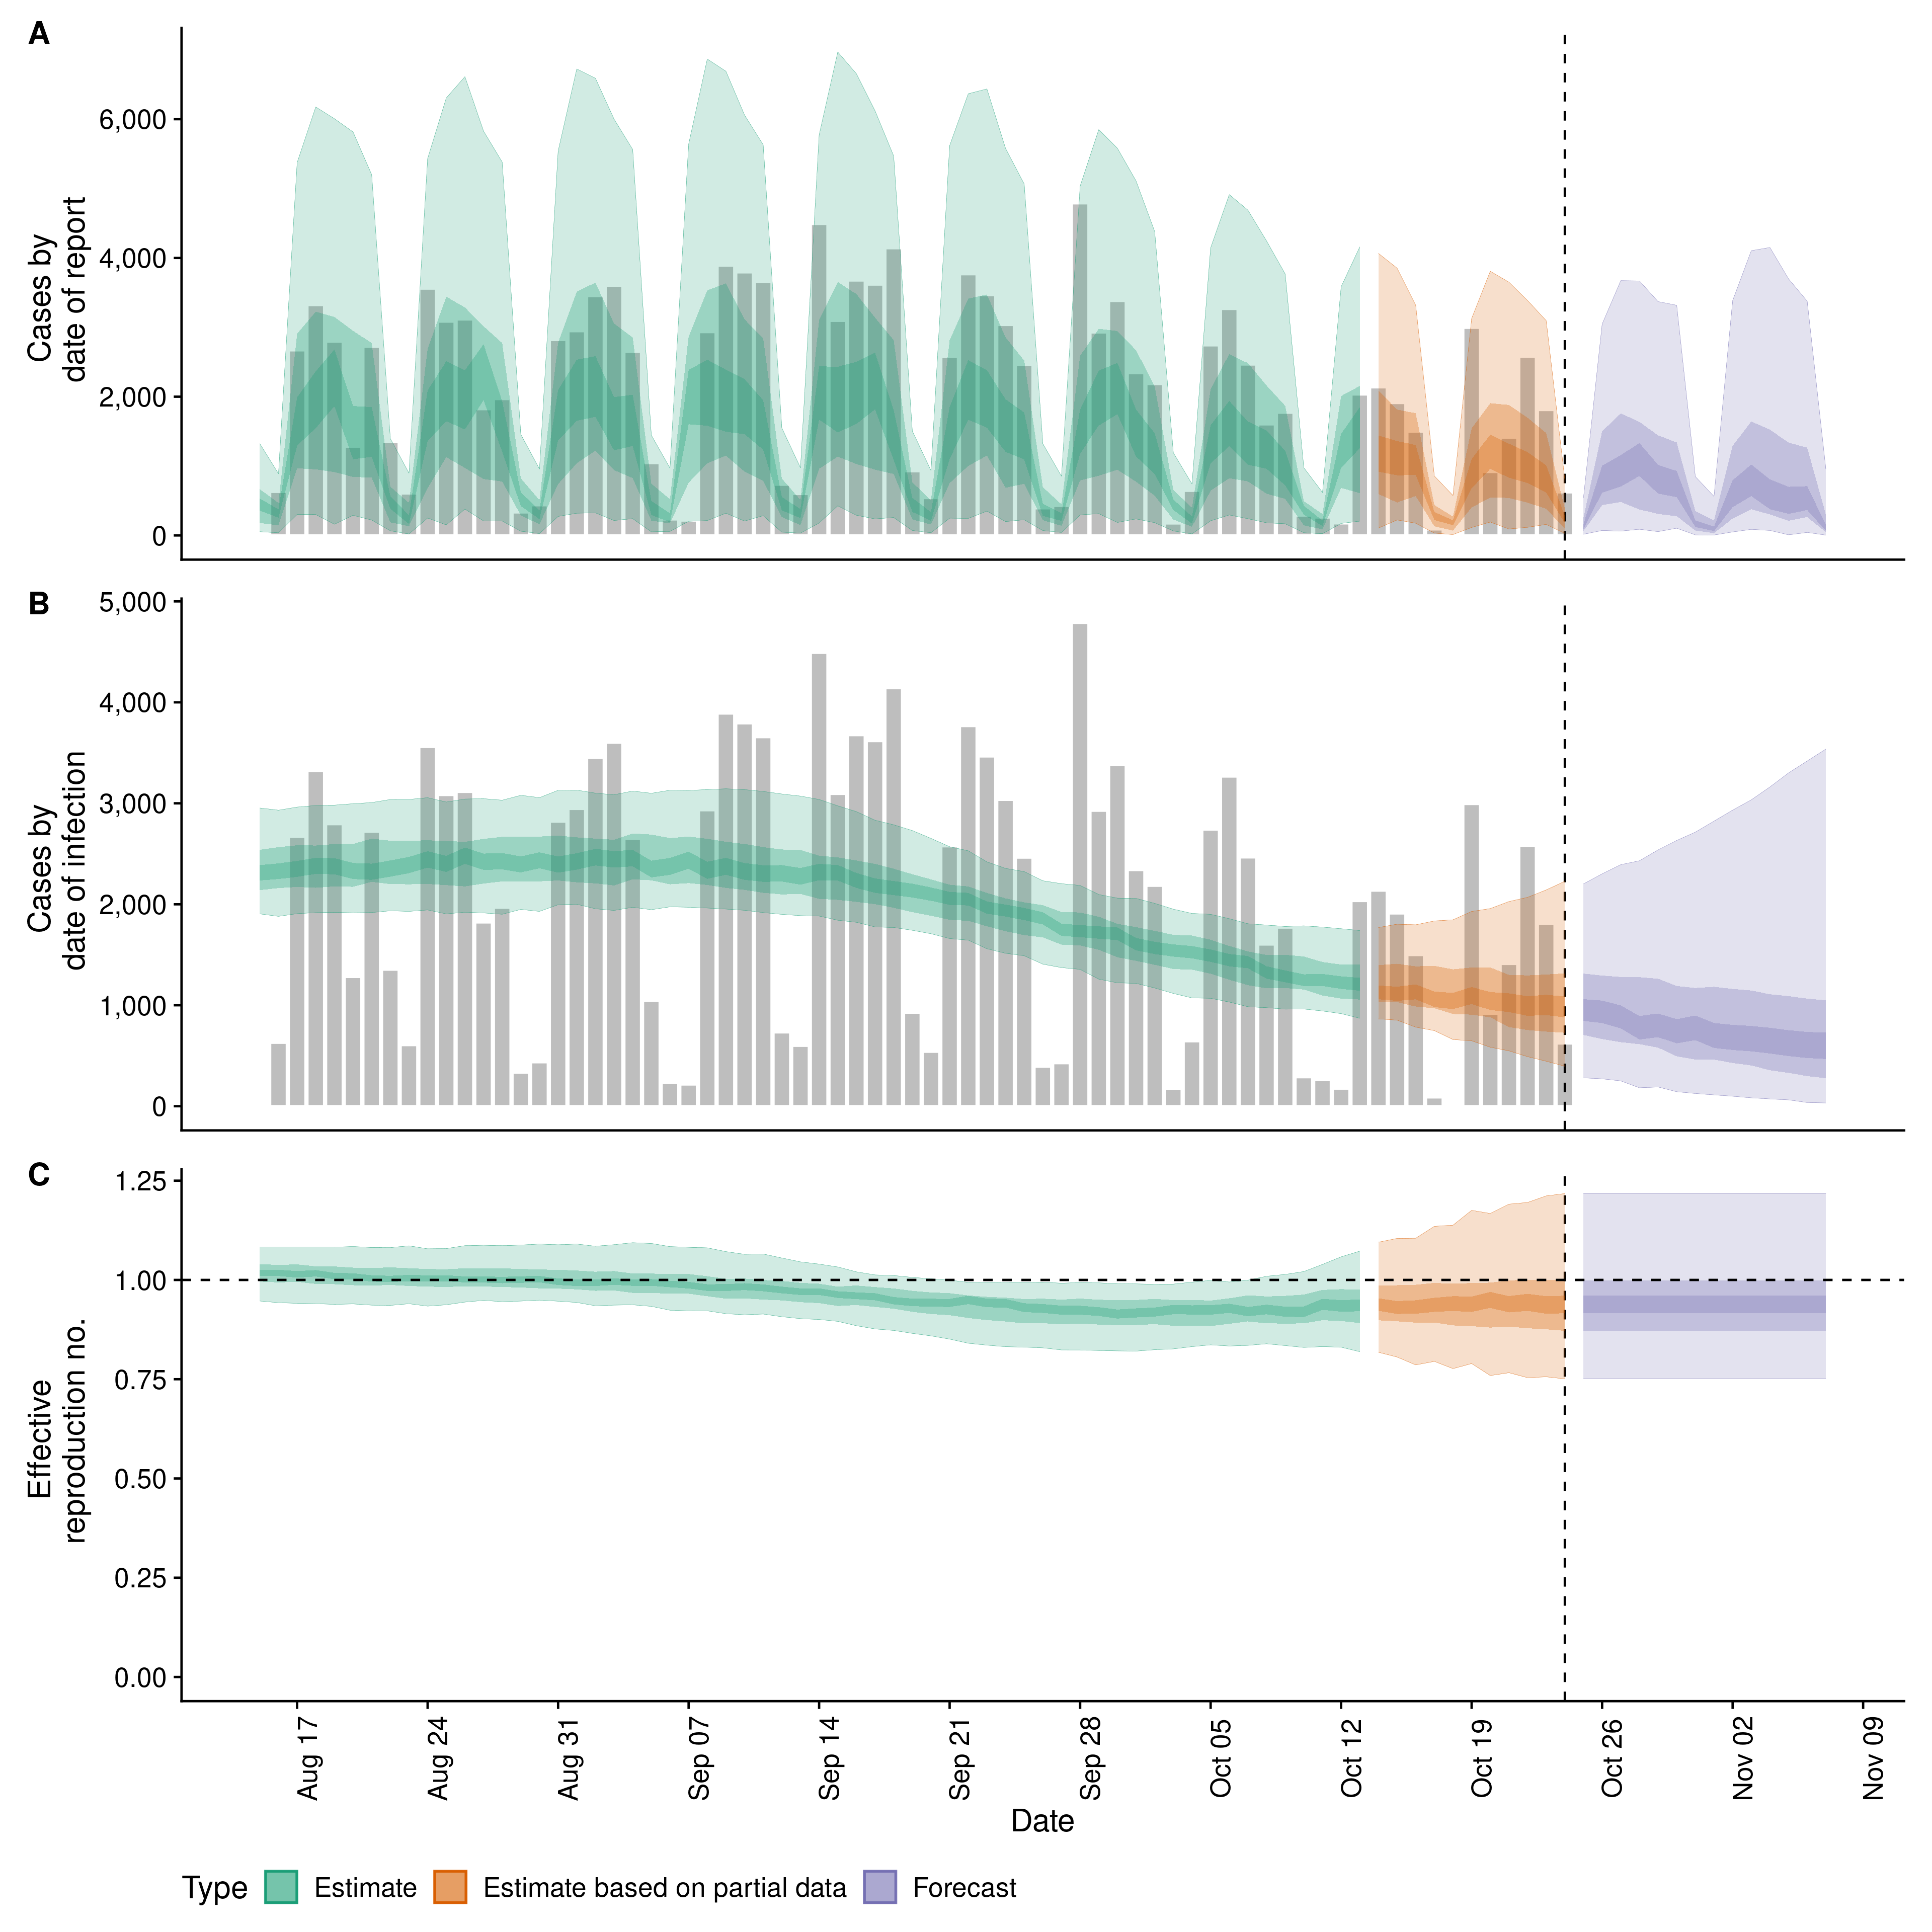 A
Cases by
date of report
6,000
4,000
2,000
0
B
Cases by
date of infection
5,000
4,000
3,000
2,000
1,000
0
C
Effective
reproduction no.
1.25
1.00
0.75
0.50
0.25
0.00
Aug 17
Aug 24
Aug 31
Sep 07
Sep 14
Sep 21
Sep 28
Oct 05
Oct 12
Oct 19
Oct 26
Nov 02
Nov 09
Date
Type Estimate Estimate based on partial data Forecast